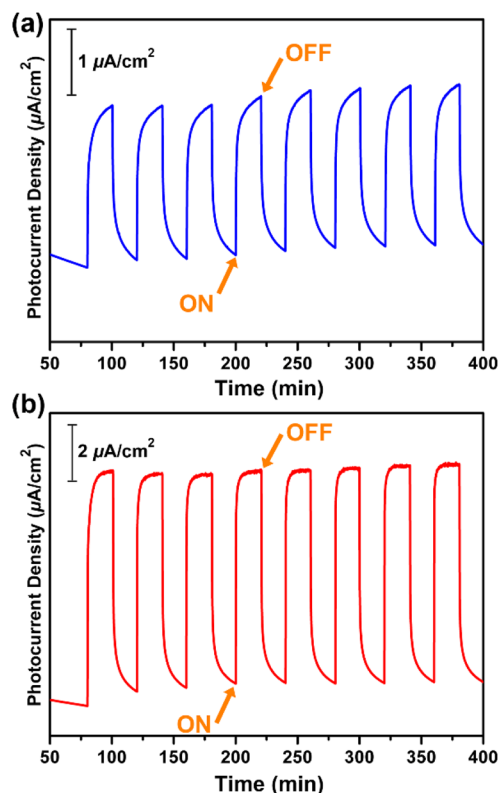 (a)
1 μA/cm²
OFF
ON
Photocurrent Density (μA/cm²)
50 100 150 200 250 300 350 400
Time (min)
(b)
2 μA/cm²
OFF
ON
Photocurrent Density (μA/cm²)
50 100 150 200 250 300 350 400
Time (min)